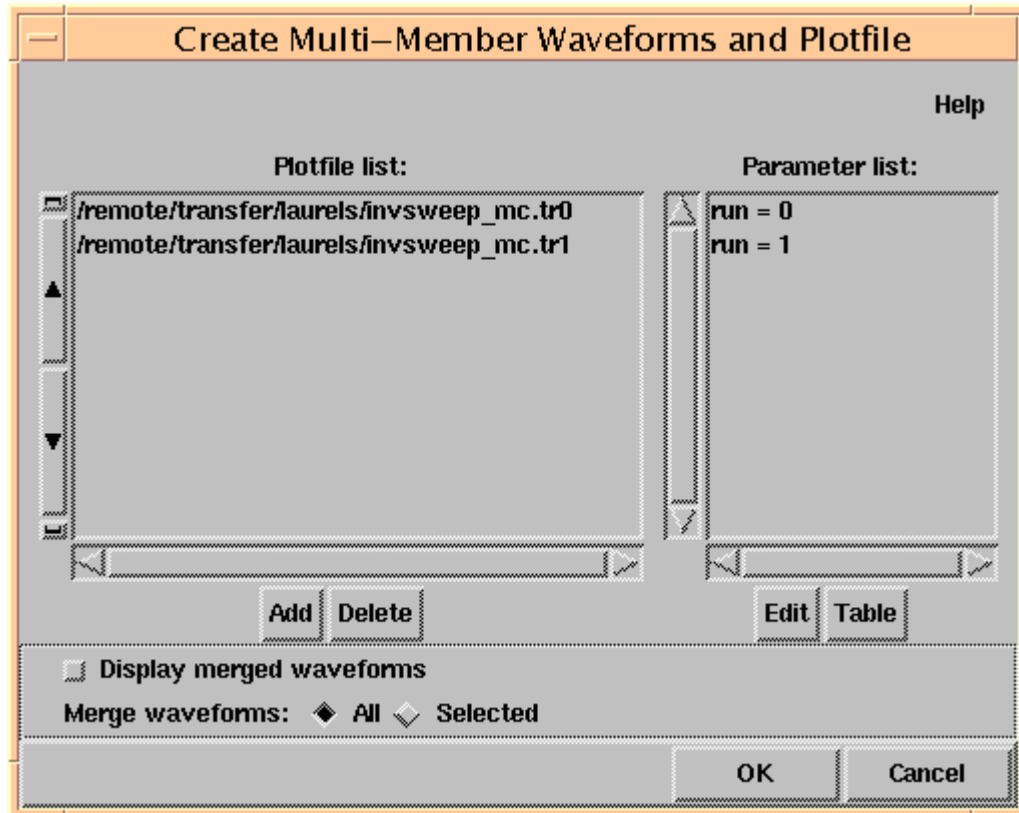 Create Multi–Member Waveforms and Plotfile
Help
Plotfile list:
Parameter list:
/remote/transfer/laurels/invsweep_mc.tr0
run = 0
/remote/transfer/laurels/invsweep_mc.tr1
run = 1
Add Delete
Edit Table
Display merged waveforms
Merge waveforms: All Selected
OK Cancel